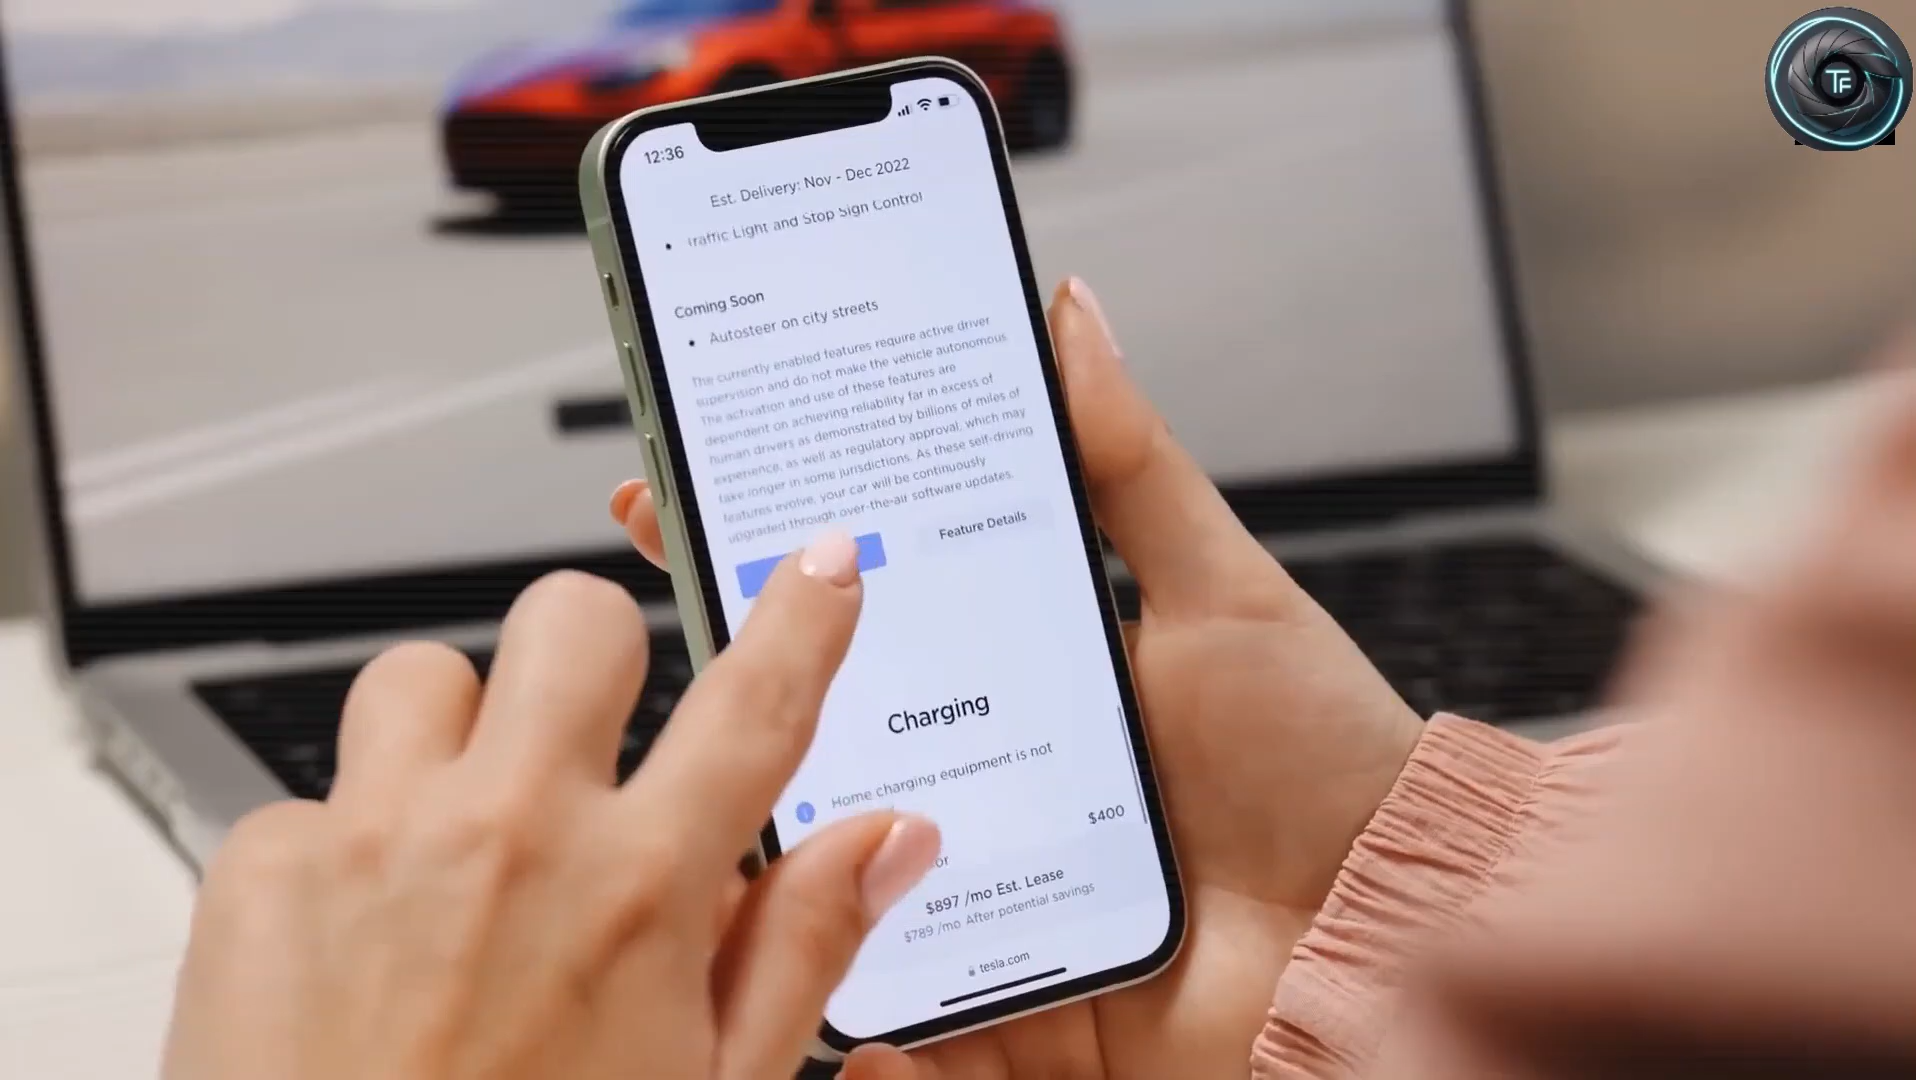 TF
12:36
Est. Delivery: Nov - Dec 2022
Traffic Light and Stop Sign Control
Coming Soon
Autosteer on city streets
The currently enabled features require active driver
supervision and do not make the vehicle autonomous
The activation and use of these features are
dependent on achieving reliability far in excess of
human drivers as demonstrated by billions of miles of
experience, as well as regulatory approval, which may
take longer in some jurisdictions. As these self-driving
features evolve, your car will be continuously
upgraded through over-the-air software updates.
Feature Details
Charging
Home charging equipment is not
$400
or
$897 /mo Est. Lease
$789 /mo After potential savings
tesla.com